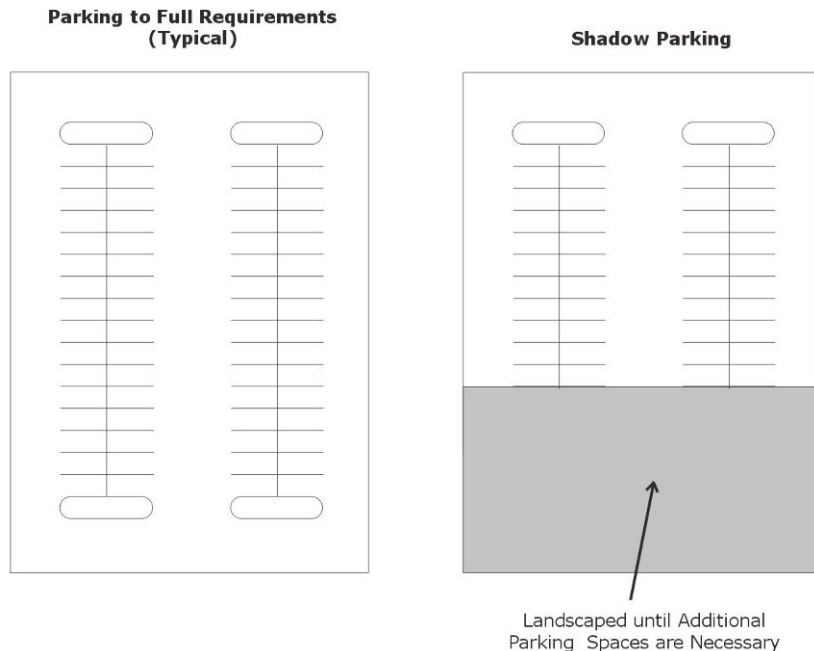 Parking to Full Requirements
(Typical)
Shadow Parking
Landscaped until Additional
Parking Spaces are Necessary